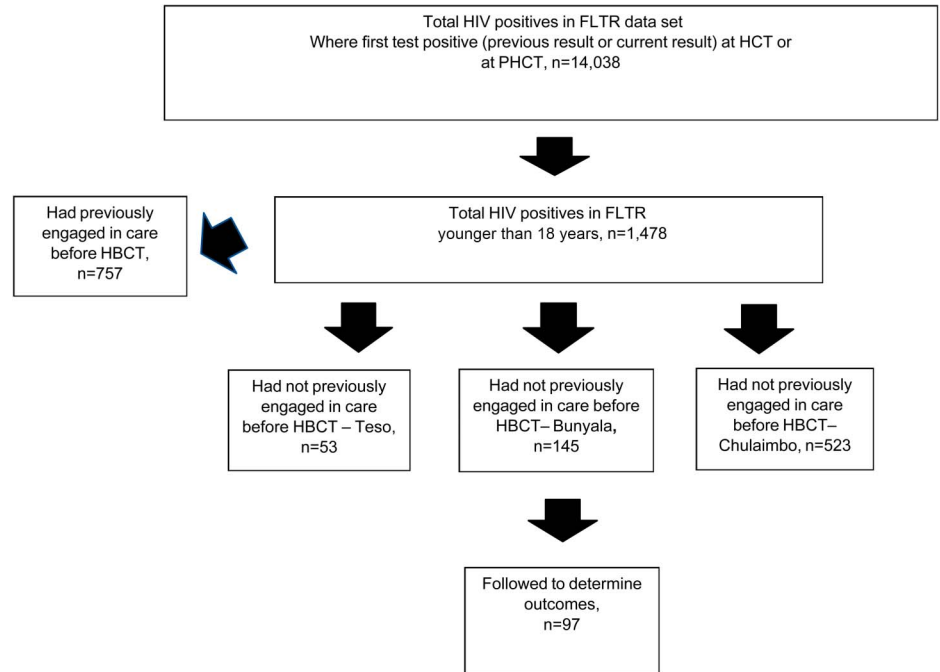 Total HIV positives in FLTR data set
Where first test positive (previous result or current result) at HCT or
at PHCT, n=14,038
Had previously
engaged in care
before HBCT,
n=757
Total HIV positives in FLTR
younger than 18 years, n=1,478
Had not previously
engaged in care
before HBCT – Teso,
n=53
Had not previously
engaged in care before
HBCT– Bunyala,
n=145
Had not previously
engaged in care
before HBCT–
Chulaimbo, n=523
Followed to determine
outcomes,
n=97